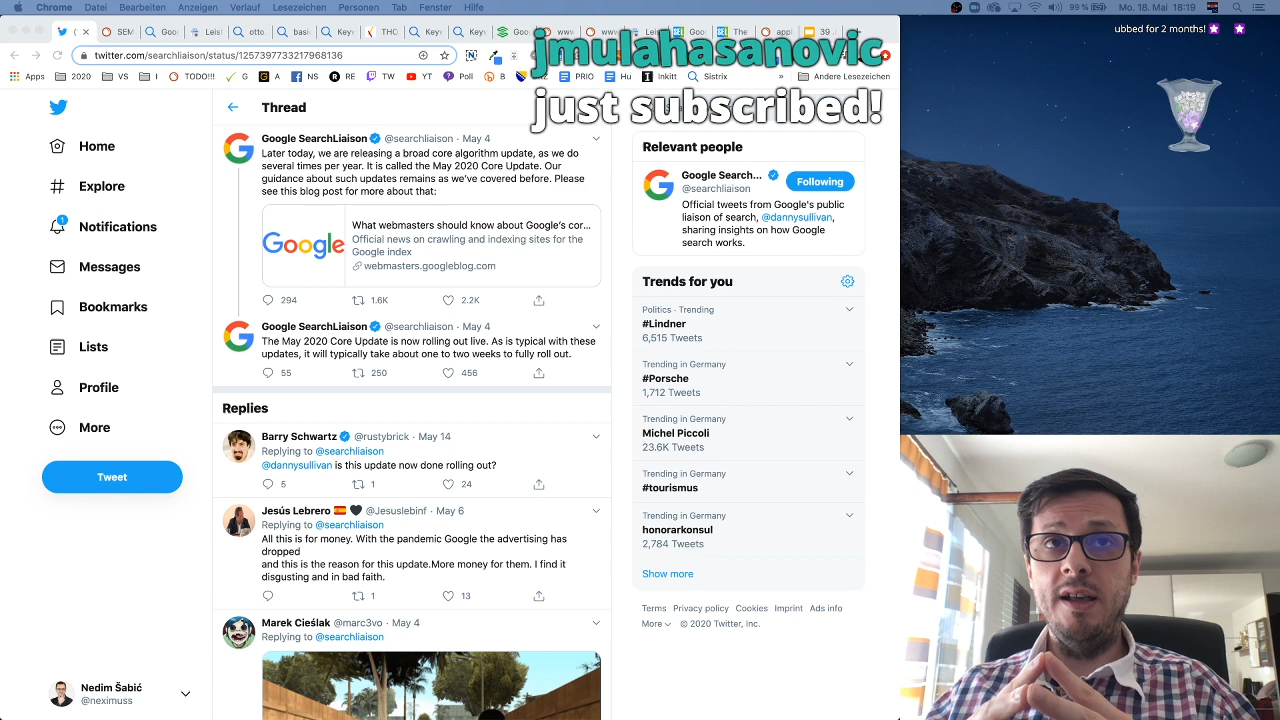 Chrome Datei Bearbeiten Anzeigen Verlauf Lesezeichen Personen Tab Fenster Hilfe
99 % Mo. 18. Mai 19:19
twitter.com/searchliaison/status/1257397733217968136
Apps 2020 VS TODO!!! G A NS R RE TW YT Poll PRIO Hu Inkitt Sistrix » Andere Lesezeichen
jmulahasanovic
just subscribed!
ubbed for 2 months!
Home
Explore
1
Notifications
Messages
Bookmarks
Lists
Profile
More
Tweet
Nedim Šabić
@neximuss
Thread
Google SearchLiaison @searchliaison · May 4
Later today, we are releasing a broad core algorithm update, as we do
several times per year. It is called the May 2020 Core Update. Our
guidance about such updates remains as we've covered before. Please
see this blog post for more about that:
Google
What webmasters should know about Google's cor...
Official news on crawling and indexing sites for the
Google index
webmasters.googleblog.com
294 1.6K 2.2K
Google SearchLiaison @searchliaison · May 4
The May 2020 Core Update is now rolling out live. As is typical with these
updates, it will typically take about one to two weeks to fully roll out.
55 250 456
Replies
Barry Schwartz @rustybrick · May 14
Replying to @searchliaison
@dannysullivan is this update now done rolling out?
5 1 24
Jesús Lebrero @Jesuslebinf · May 6
Replying to @searchliaison
All this is for money. With the pandemic Google the advertising has
dropped
and this is the reason for this update.More money for them. I find it
disgusting and in bad faith.
1 13
Marek Cieślak @marc3vo · May 4
Replying to @searchliaison
Relevant people
Google Search...
@searchliaison
Following
Official tweets from Google's public
liaison of search, @dannysullivan,
sharing insights on how Google
search works.
Trends for you
Politics · Trending
#Lindner
6,515 Tweets
Trending in Germany
#Porsche
1,712 Tweets
Trending in Germany
Michel Piccoli
23.6K Tweets
Trending in Germany
#tourismus
Trending in Germany
honorarkonsul
2,784 Tweets
Show more
Terms Privacy policy Cookies Imprint Ads info
More © 2020 Twitter, Inc.